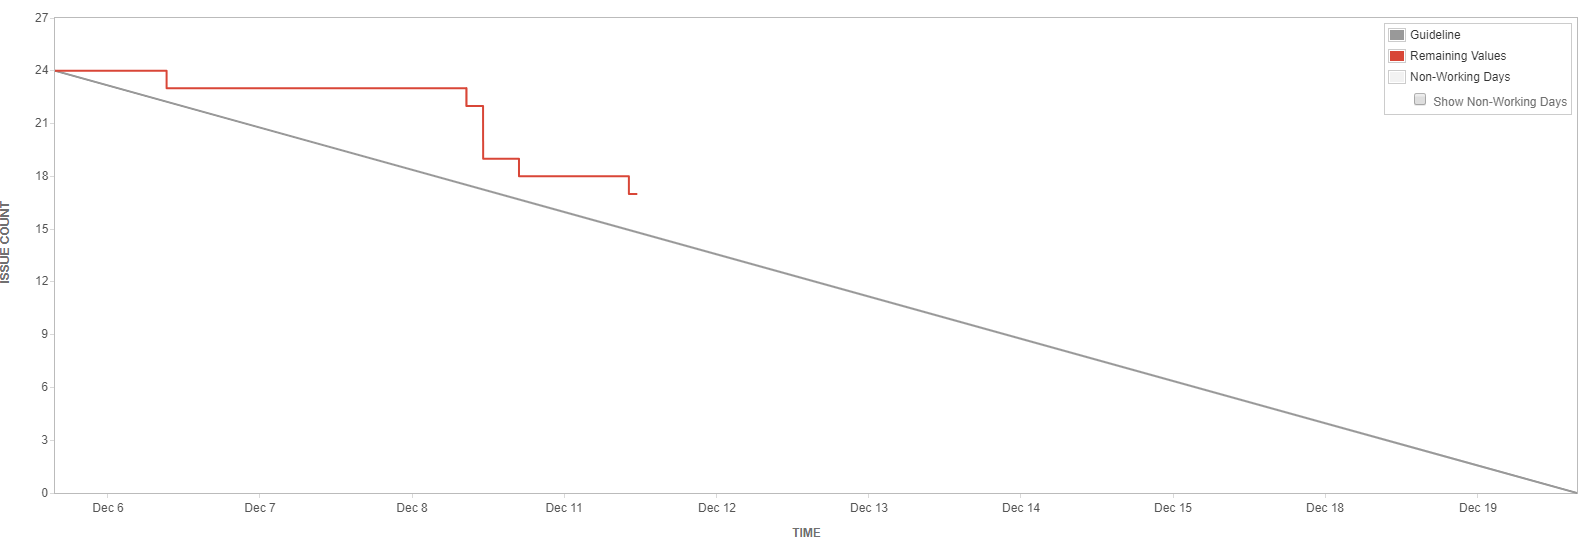 27
24
21
18
15
12
9
6
3
0
ISSUE COUNT
Guideline
Remaining Values
Non-Working Days
Show Non-Working Days
Dec 6 Dec 7 Dec 8 Dec 11 Dec 12 Dec 13 Dec 14 Dec 15 Dec 18 Dec 19
TIME